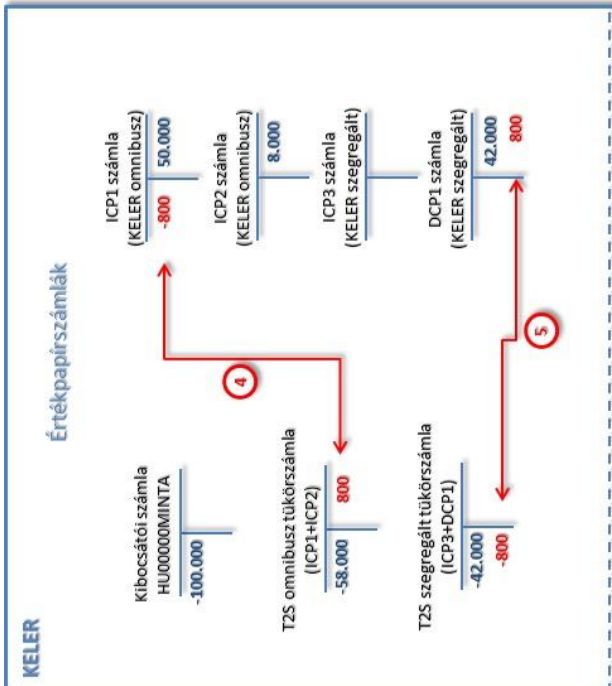 KELER
Értékpapírszámlák
Kibocsátói számla
HU00000MINTA
-100.000
T2S omnibusz tükörszámla
(ICP1+ICP2)
-58.000
800
T2S szegregált tükörszámla
(ICP3+DCP1)
-42.000
-800
4
5
ICP1 számla
(KELER omnibusz)
-800
50.000
ICP2 számla
(KELER omnibusz)
8.000
ICP3 számla
(KELER szegregált)
DCP1 számla
(KELER szegregált)
42.000
800